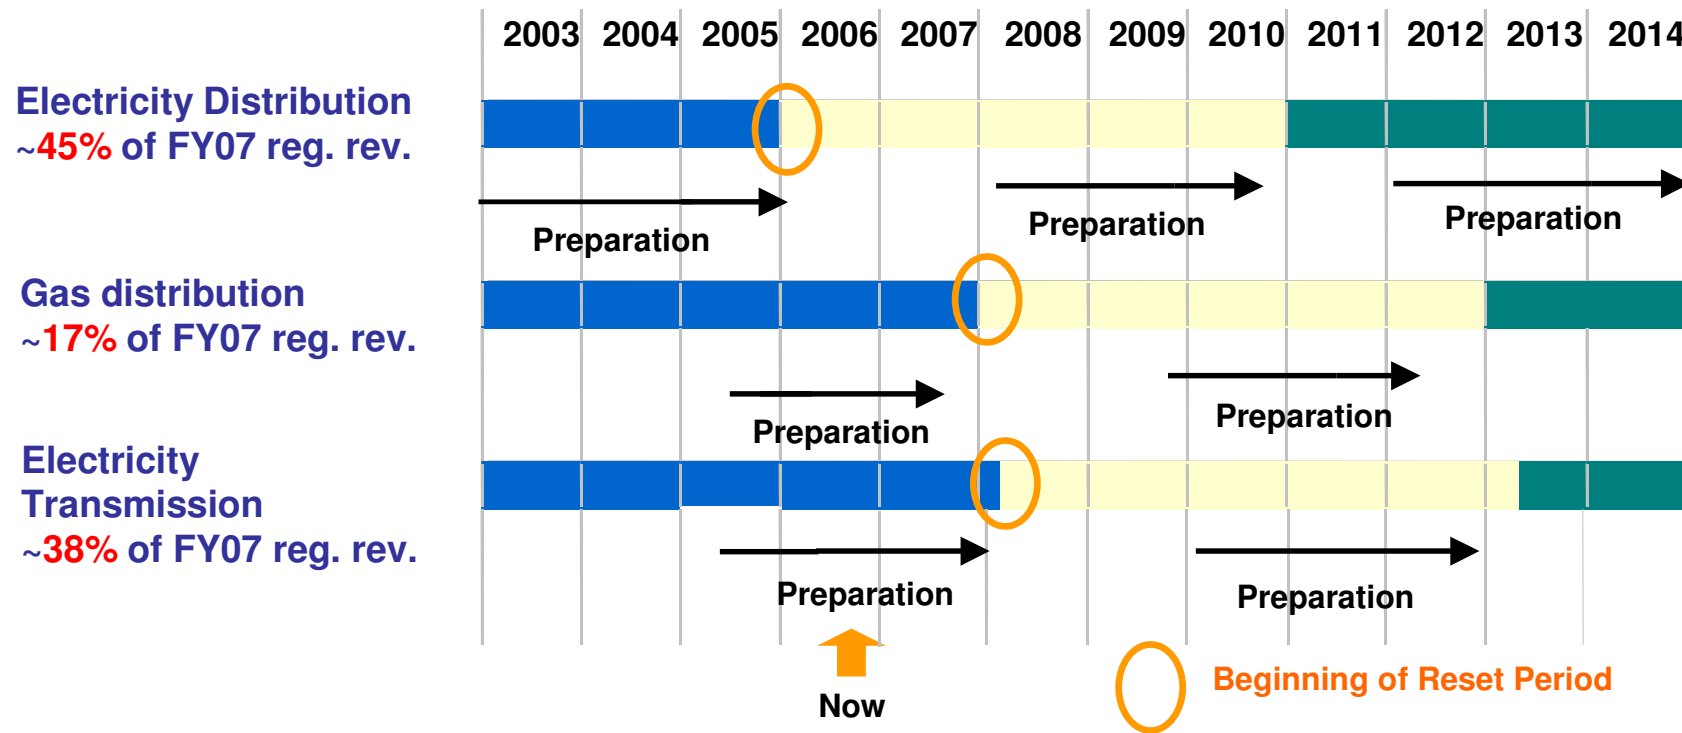 2003 2004 2005 2006 2007 2008 2009 2010 2011 2012 2013 2014
Electricity Distribution
~45% of FY07 reg. rev.
Preparation
Preparation
Preparation
Gas distribution
~17% of FY07 reg. rev.
Preparation
Preparation
Electricity
Transmission
~38% of FY07 reg. rev.
Preparation
Preparation
Now
Beginning of Reset Period